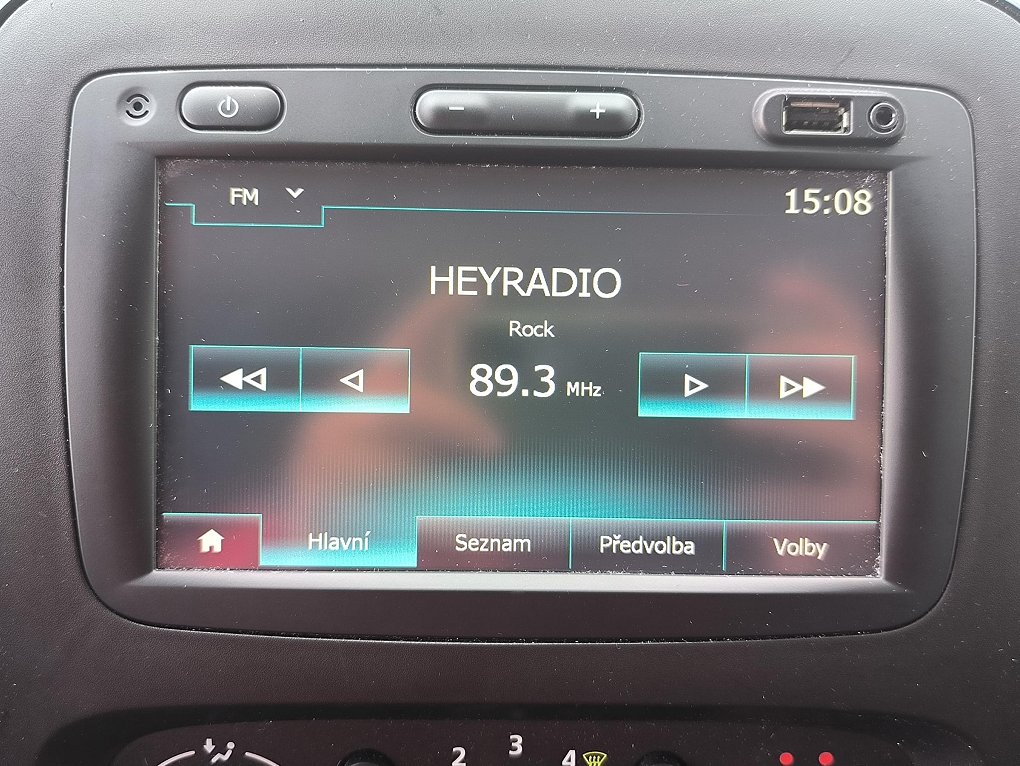 − +
FM 15:08
HEYRADIO
Rock
89.3 MHz
Hlavní Seznam Předvolba Volby
2 3 4